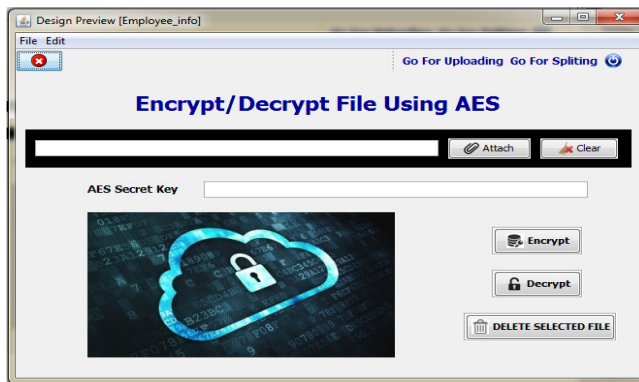 Design Preview [Employee_info]
File Edit
Go For Uploading Go For Spliting
Encrypt/Decrypt File Using AES
Attach Clear
AES Secret Key
Encrypt
Decrypt
DELETE SELECTED FILE